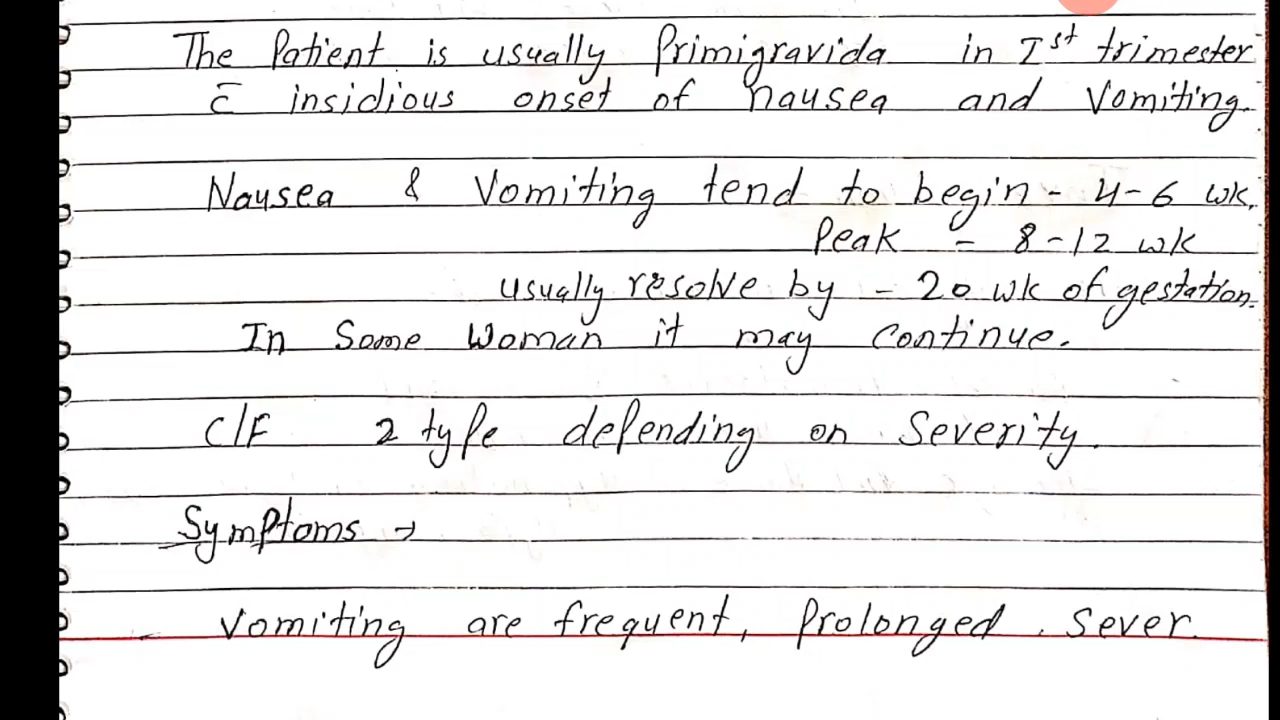 The Patient is usually Primigravida in Ist trimester
c̄ insidious onset of nausea and Vomiting.
Nausea & Vomiting tend to begin - 4-6 wk.
Peak - 8-12 wk
usually resolve by - 20 wk of gestation.
In Some Woman it may continue.
C/F 2 type depending on Severity.
Symptoms →
Vomiting are frequent, Prolonged. Sever.